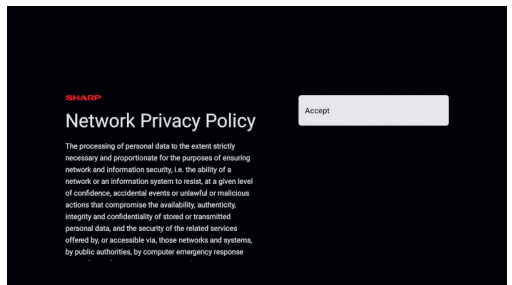 SHARP
Network Privacy Policy
The processing of personal data to the extent strictly
necessary and proportionate for the purposes of ensuring
network and information security, i.e. the ability of a
network or an information system to resist, at a given level
of confidence, accidental events or unlawful or malicious
actions that compromise the availability, authenticity,
integrity and confidentiality of stored or transmitted
personal data, and the security of the related services
offered by, or accessible via, those networks and systems,
by public authorities, by computer emergency response
Accept